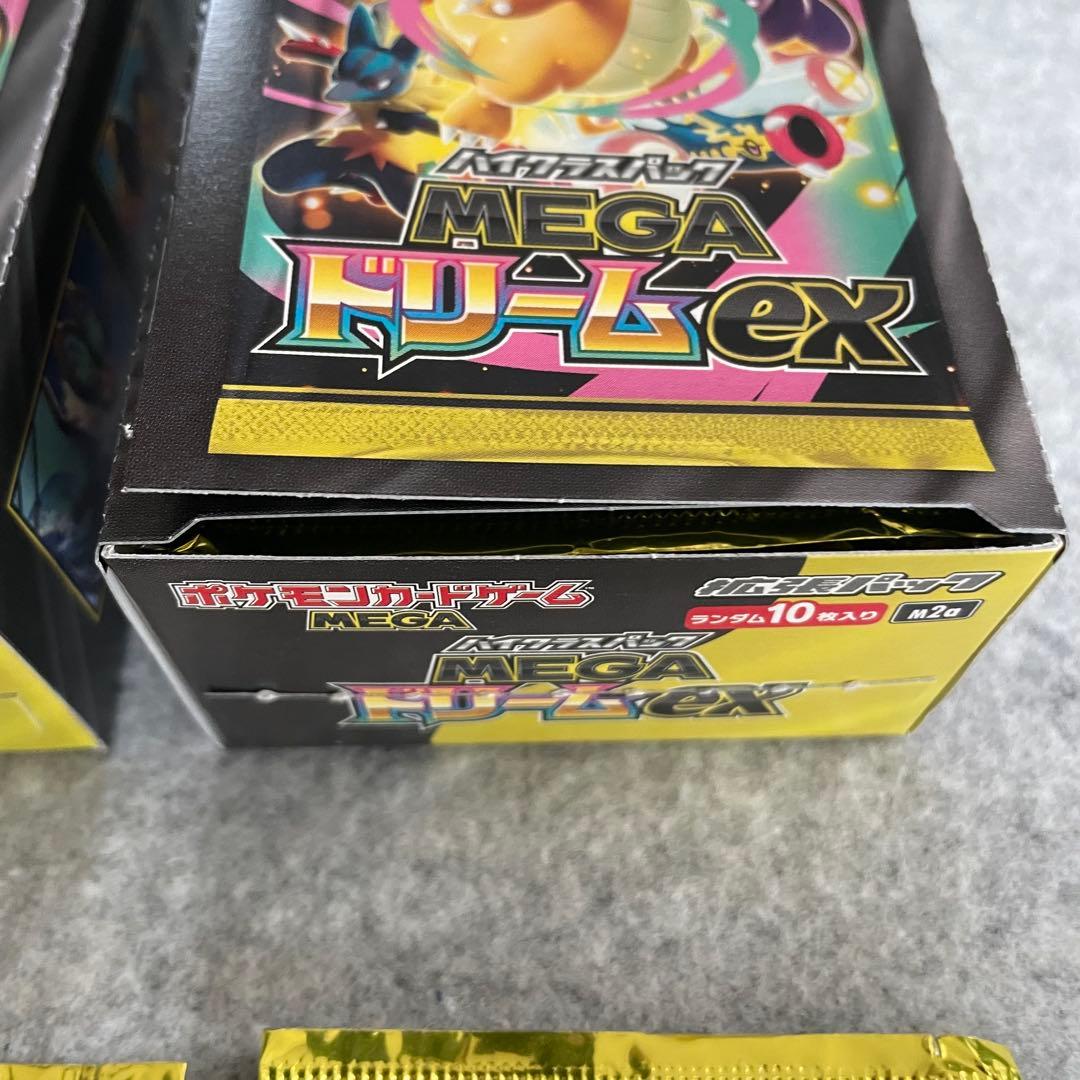 ハイクラスパック
MEGA
ドリームex
ポケモンカードゲーム
MEGA
拡張パック
ランダム10枚入り
M2a
ハイクラスパック
MEGA
ドリームex